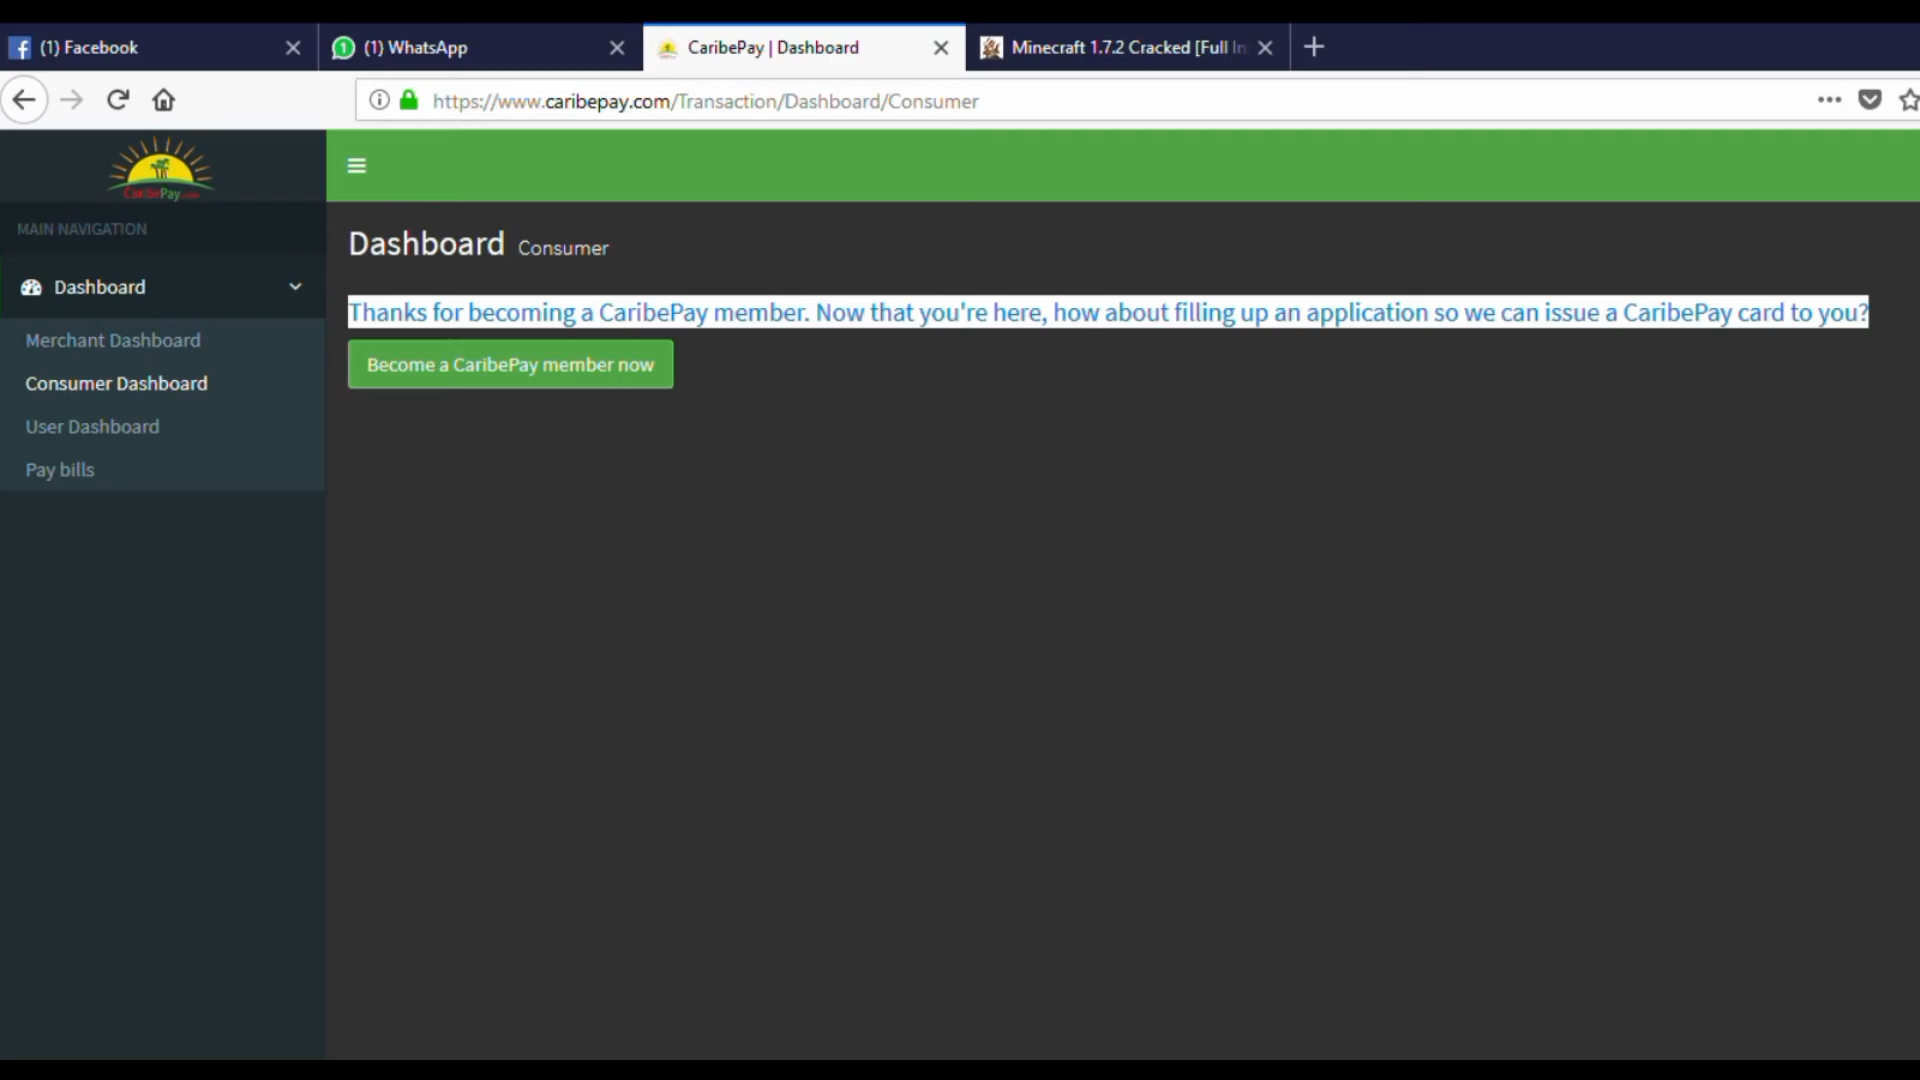 (1) Facebook
(1) WhatsApp
CaribePay | Dashboard
Minecraft 1.7.2 Cracked [Full In
https://www.caribepay.com/Transaction/Dashboard/Consumer
CaribePay
MAIN NAVIGATION
Dashboard
Merchant Dashboard
Consumer Dashboard
User Dashboard
Pay bills
Dashboard Consumer
Thanks for becoming a CaribePay member. Now that you're here, how about filling up an application so we can issue a CaribePay card to you?
Become a CaribePay member now